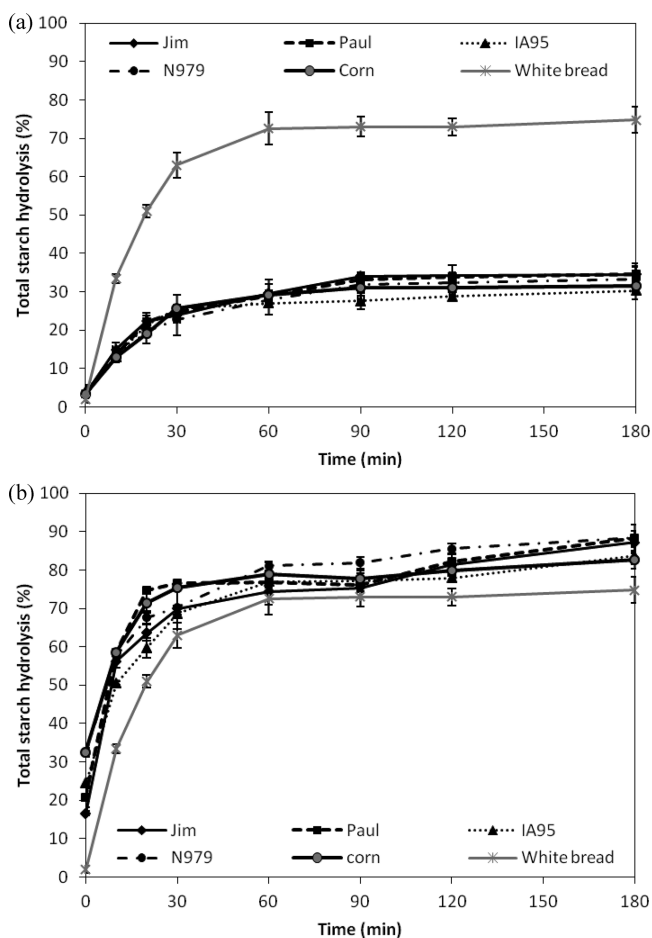 (a)
Total starch hydrolysis (%)
100
90
80
70
60
50
40
30
20
10
0
Jim Paul IA95
N979 Corn White bread
0 30 60 90 120 150 180
Time (min)
(b)
Total starch hydrolysis (%)
100
90
80
70
60
50
40
30
20
10
0
Jim Paul IA95
N979 corn White bread
0 30 60 90 120 150 180
Time (min)